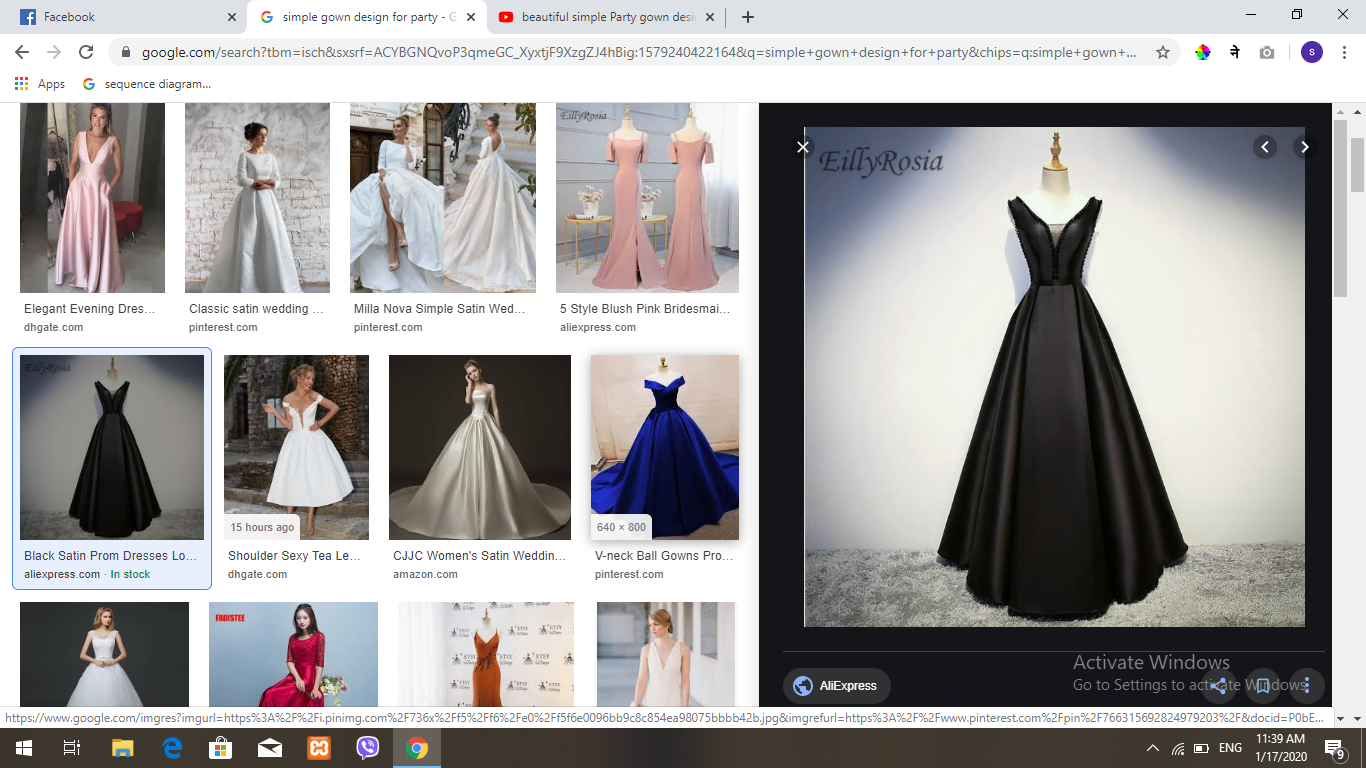 Facebook
simple gown design for party - G
beautiful simple Party gown desi
google.com/search?tbm=isch&sxsrf=ACYBGNQvoP3qmeGC_XyxtjF9XzgZJ4hBig:1579240422164&q=simple+gown+design+for+party&chips=q:simple+gown+...
ने
s
Apps
sequence diagram...
EillyRosia
Elegant Evening Dres...
dhgate.com
Classic satin wedding ...
pinterest.com
Milla Nova Simple Satin Wed...
pinterest.com
5 Style Blush Pink Bridesmai...
aliexpress.com
EillyRosia
Black Satin Prom Dresses Lo...
aliexpress.com · In stock
15 hours ago
Shoulder Sexy Tea Le...
dhgate.com
CJJC Women's Satin Weddin...
amazon.com
640 × 800
V-neck Ball Gowns Pro...
pinterest.com
FADISTEE
ETSY
EillyRosia
AliExpress
Activate Windows
Go to Settings to activate Windows.
https://www.google.com/imgres?imgurl=https%3A%2F%2Fi.pinimg.com%2F736x%2Ff5%2Ff6%2Fe0%2Ff5f6e0096bb9c8c854ea98075bbbb42b.jpg&imgrefurl=https%3A%2F%2Fwww.pinterest.com%2Fpin%2F766315692824979203%2F&docid=P0bE...
ENG
11:39 AM
1/17/2020
9